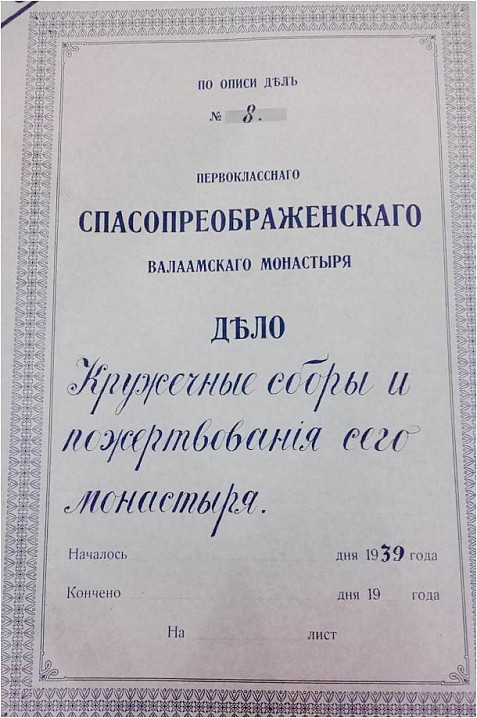 ПО ОПИСИ ДѢЛЪ
№ 8.
ПЕРВОКЛАССНАГО
СПАСОПРЕОБРАЖЕНСКАГО
ВАЛААМСКАГО МОНАСТЫРЯ
ДѢЛО
Кружечные сборы и
пожертвованія сего
монастыря.
Началось дня 1939 года
Кончено дня 19 года
На лист